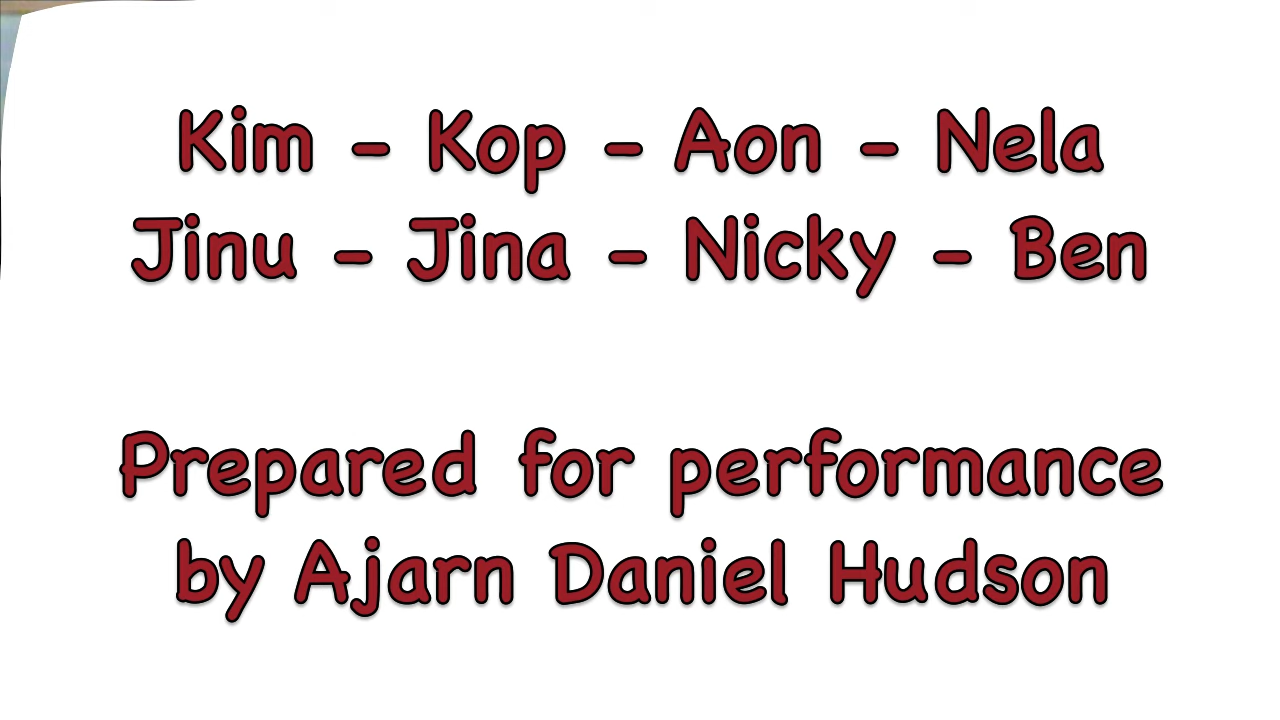 Kim - Kop - Aon - Nela
Jinu - Jina - Nicky - Ben
Prepared for performance
by Ajarn Daniel Hudson